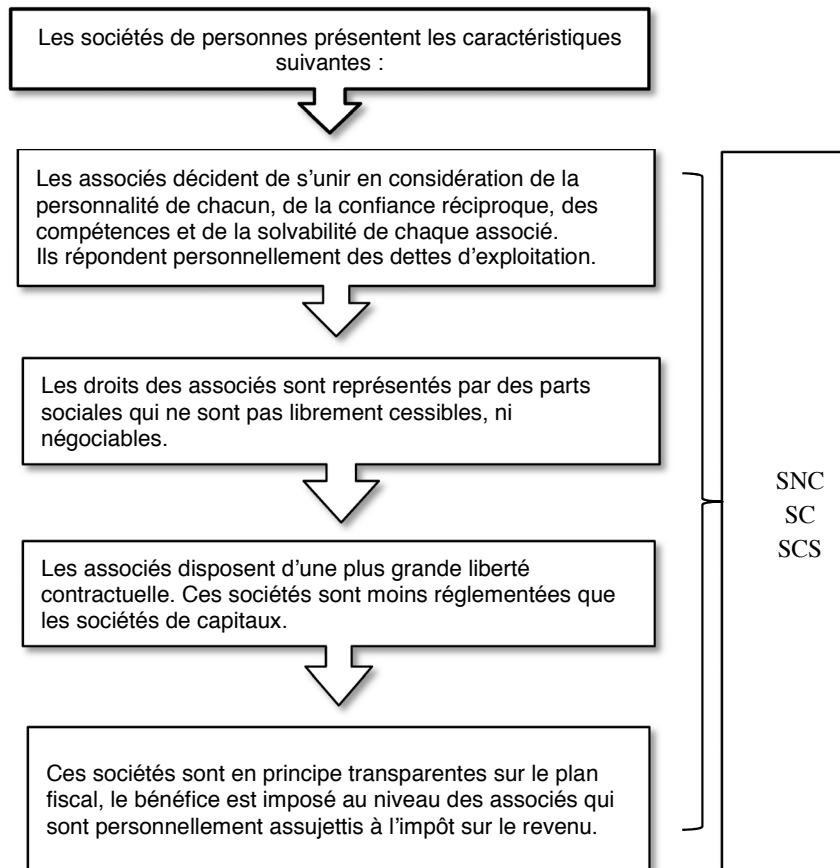 Les sociétés de personnes présentent les caractéristiques
suivantes :
Les associés décident de s’unir en considération de la
personnalité de chacun, de la confiance réciproque, des
compétences et de la solvabilité de chaque associé.
Ils répondent personnellement des dettes d’exploitation.
Les droits des associés sont représentés par des parts
sociales qui ne sont pas librement cessibles, ni
négociables.
Les associés disposent d’une plus grande liberté
contractuelle. Ces sociétés sont moins réglementées que
les sociétés de capitaux.
Ces sociétés sont en principe transparentes sur le plan
fiscal, le bénéfice est imposé au niveau des associés qui
sont personnellement assujettis à l’impôt sur le revenu.
SNC
SC
SCS